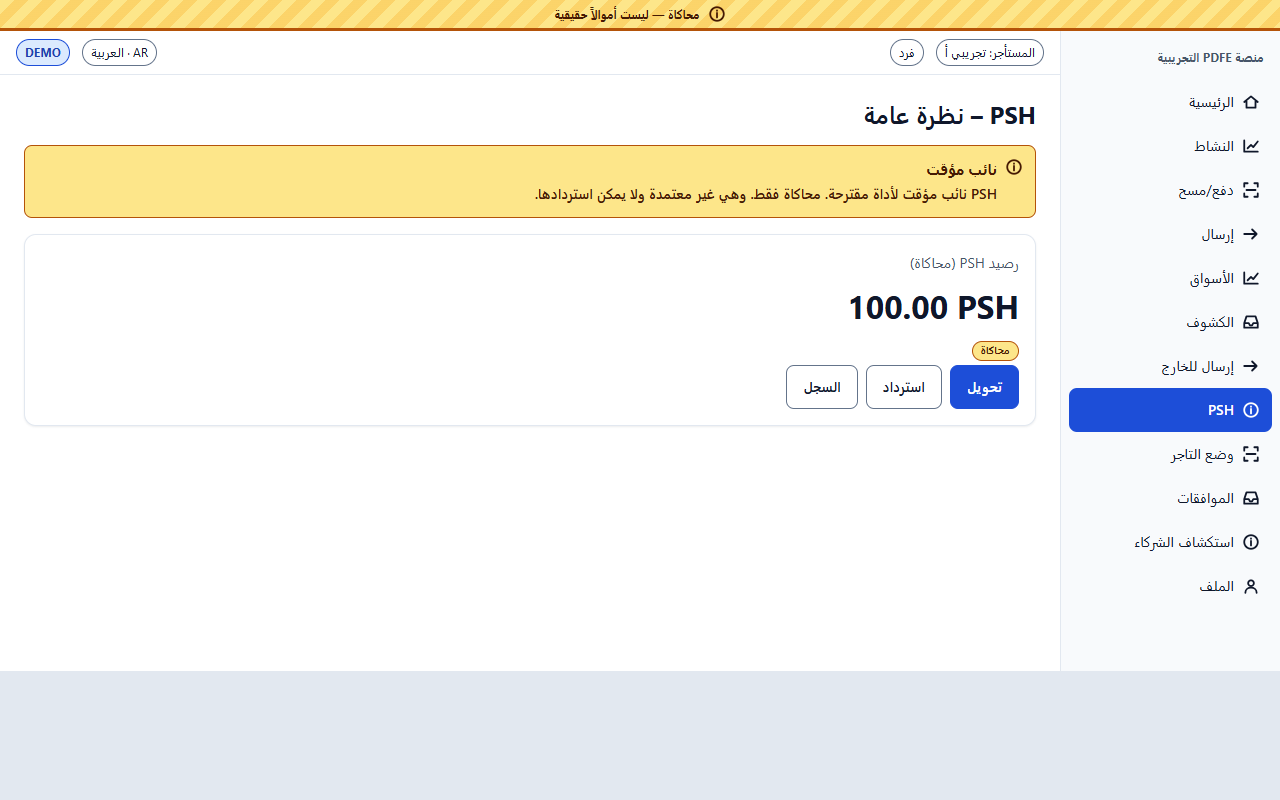 محاكاة — ليست أموالاً حقيقية
منصة PDFE التجريبية
الرئيسية
النشاط
دفع/مسح
إرسال
الأسواق
الكشوف
إرسال للخارج
PSH
وضع التاجر
الموافقات
استكشاف الشركاء
الملف
المستأجر: تجريبي أ
فرد
AR · العربية
DEMO
PSH – نظرة عامة
نائب مؤقت
PSH نائب مؤقت لأداة مقترحة. محاكاة فقط. وهي غير معتمدة ولا يمكن استردادها.
رصيد PSH (محاكاة)
100.00 PSH
محاكاة
تحويل
استرداد
السجل